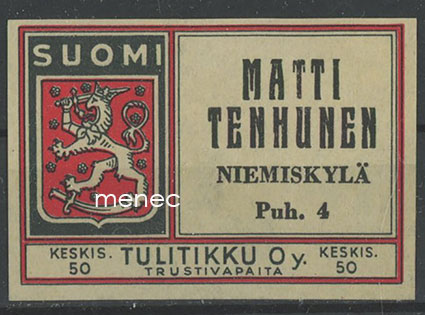 SUOMI
MATTI
TENHUNEN
NIEMISKYLÄ
Puh. 4
menec
KESKIS.
50
TULITIKKU Oy.
TRUSTIVAPAITA
KESKIS.
50